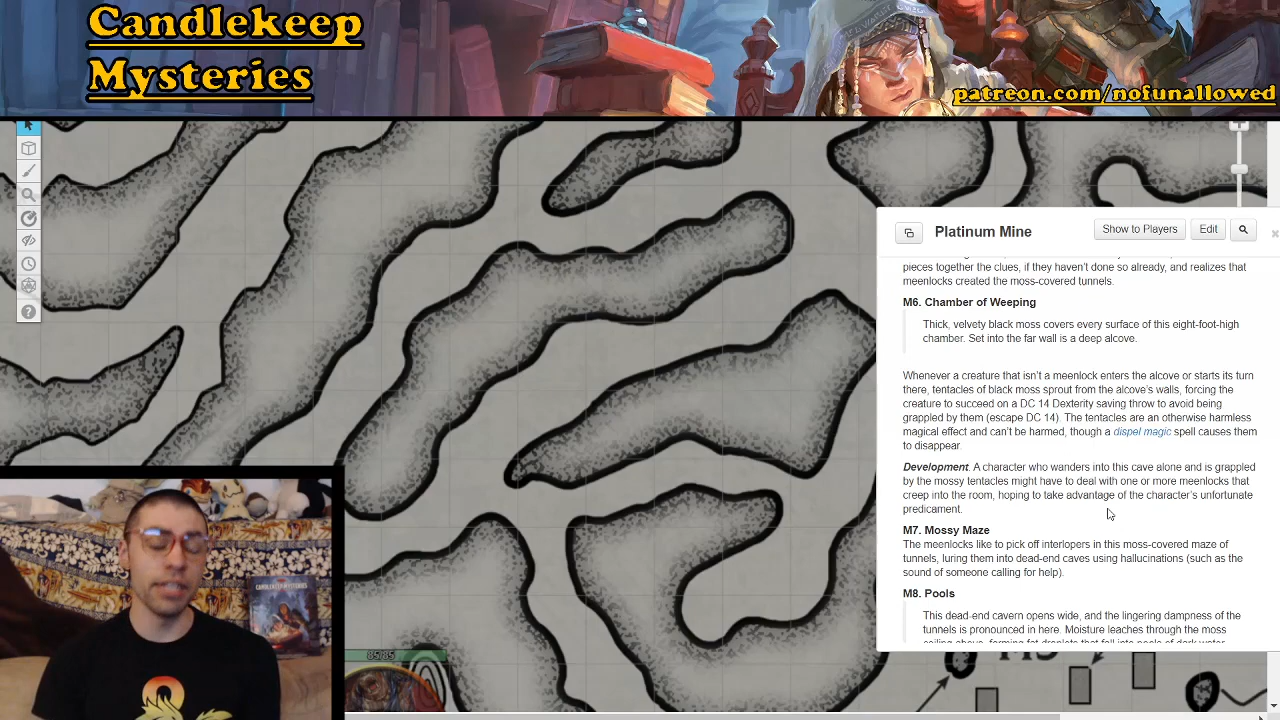 Candlekeep
Mysteries
patreon.com/nofunallowed
Platinum Mine
Show to Players
Edit
pieces together the clues, if they haven't done so already, and realizes that
meenlocks created the moss-covered tunnels.
M6. Chamber of Weeping
Thick, velvety black moss covers every surface of this eight-foot-high
chamber. Set into the far wall is a deep alcove.
Whenever a creature that isn't a meenlock enters the alcove or starts its turn
there, tentacles of black moss sprout from the alcove's walls, forcing the
creature to succeed on a DC 14 Dexterity saving throw to avoid being
grappled by them (escape DC 14). The tentacles are an otherwise harmless
magical effect and can't be harmed, though a dispel magic spell causes them
to disappear.
Development. A character who wanders into this cave alone and is grappled
by the mossy tentacles might have to deal with one or more meenlocks that
creep into the room, hoping to take advantage of the character's unfortunate
predicament.
M7. Mossy Maze
The meenlocks like to pick off interlopers in this moss-covered maze of
tunnels, luring them into dead-end caves using hallucinations (such as the
sound of someone calling for help).
M8. Pools
This dead-end cavern opens wide, and the lingering dampness of the
tunnels is pronounced in here. Moisture leaches through the moss
85/85
CANDLEKEEP